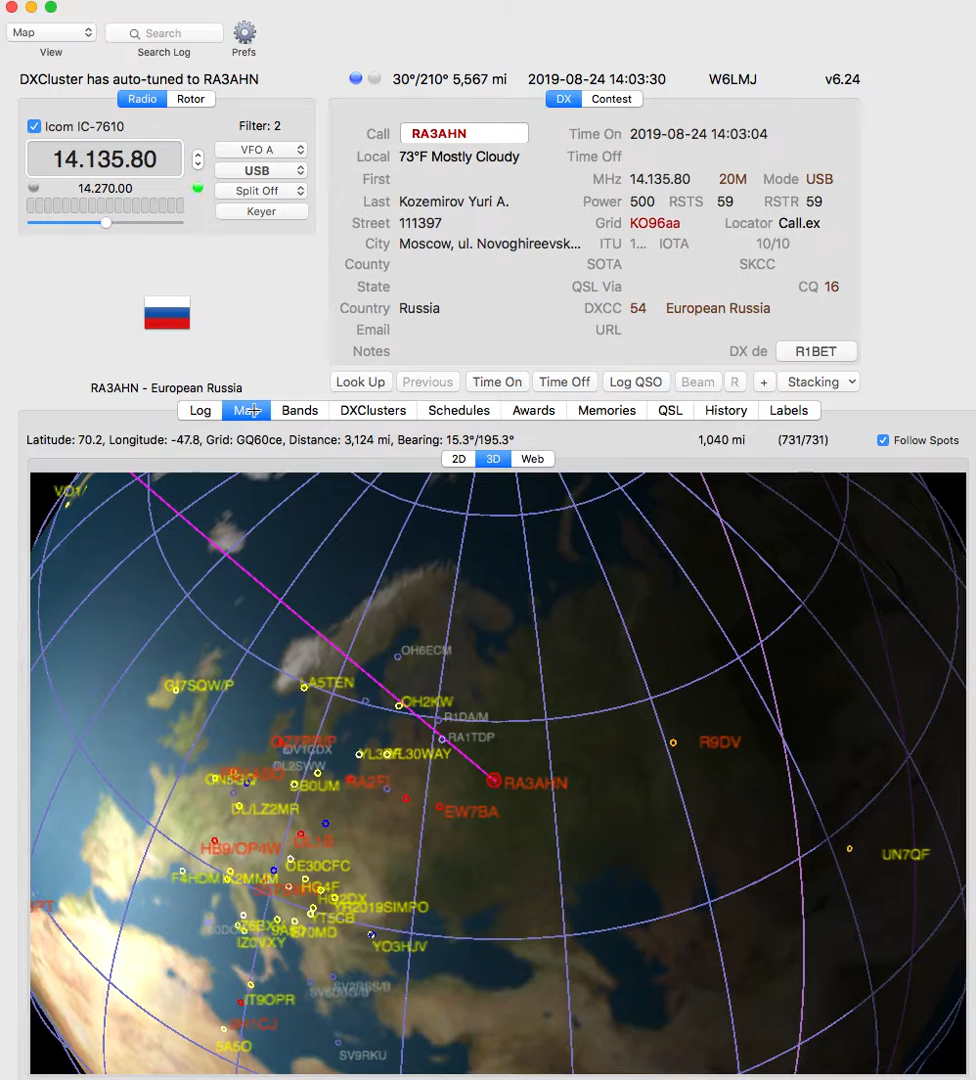 Map Search
View Search Log Prefs
DXCluster has auto-tuned to RA3AHN 30°/210° 5,567 mi 2019-08-24 14:03:30 W6LMJ v6.24
Radio Rotor DX Contest
Icom IC-7610 Filter: 2
14.135.80 VFO A
USB
14.270.00 Split Off
Keyer
Call RA3AHN Time On 2019-08-24 14:03:04
Local 73°F Mostly Cloudy Time Off
First MHz 14.135.80 20M Mode USB
Last Kozemirov Yuri A. Power 500 RSTS 59 RSTR 59
Street 111397 Grid KO96aa Locator Call.ex
City Moscow, ul. Novoghireevsk... ITU 1... IOTA 10/10
County SOTA SKCC
State QSL Via CQ 16
Country Russia DXCC 54 European Russia
Email URL
Notes DX de R1BET
RA3AHN - European Russia
Look Up Previous Time On Time Off Log QSO Beam R + Stacking
Log Bands DXClusters Schedules Awards Memories QSL History Labels
Latitude: 70.2, Longitude: -47.8, Grid: GQ60ce, Distance: 3,124 mi, Bearing: 15.3°/195.3° 1,040 mi (731/731) Follow Spots
2D 3D Web
VO1/
OH6ECM
GI7SQW/P LA5TEN
OH2KW
R1DA/M
RA1TDP
R9DV
RA3AHN
EW7BA
DL/LZ2MR
HB9/OP4W
UN7QF
OE30CFC
F4HDM
YO3HJV
IZ0VXY
IT9OPR
5A5O
SV9RKU